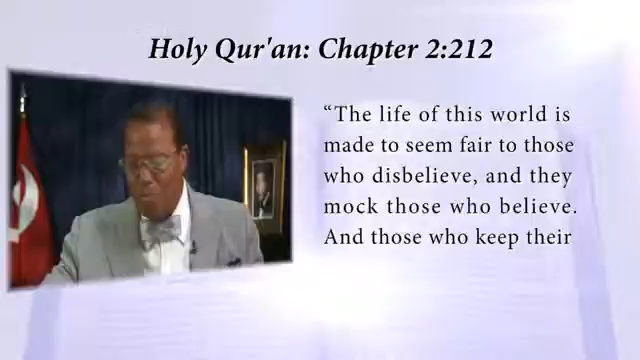 Holy Qur'an: Chapter 2:212
“The life of this world is
made to seem fair to those
who disbelieve, and they
mock those who believe.
And those who keep their